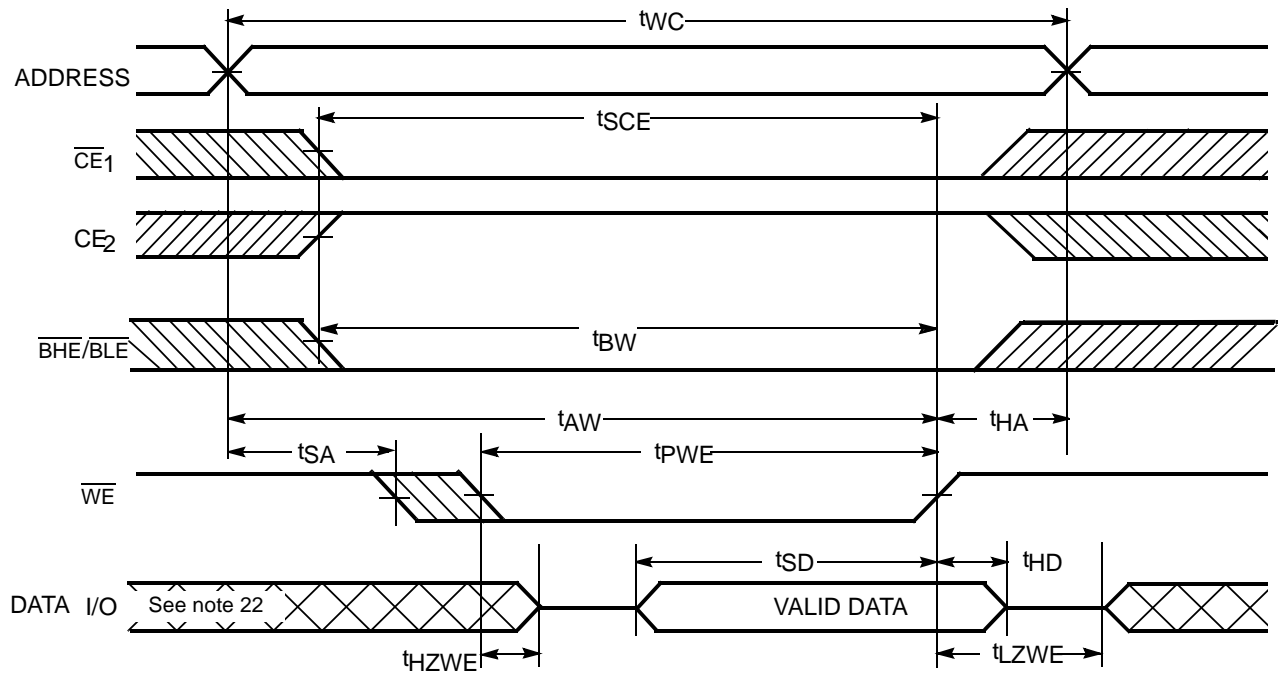 tWC
ADDRESS
tSCE
CE1
CE2
tBW
BHE/BLE
tAW
tHA
tSA
tPWE
WE
tSD
tHD
DATA I/O
See note 22
VALID DATA
tHZWE
tLZWE